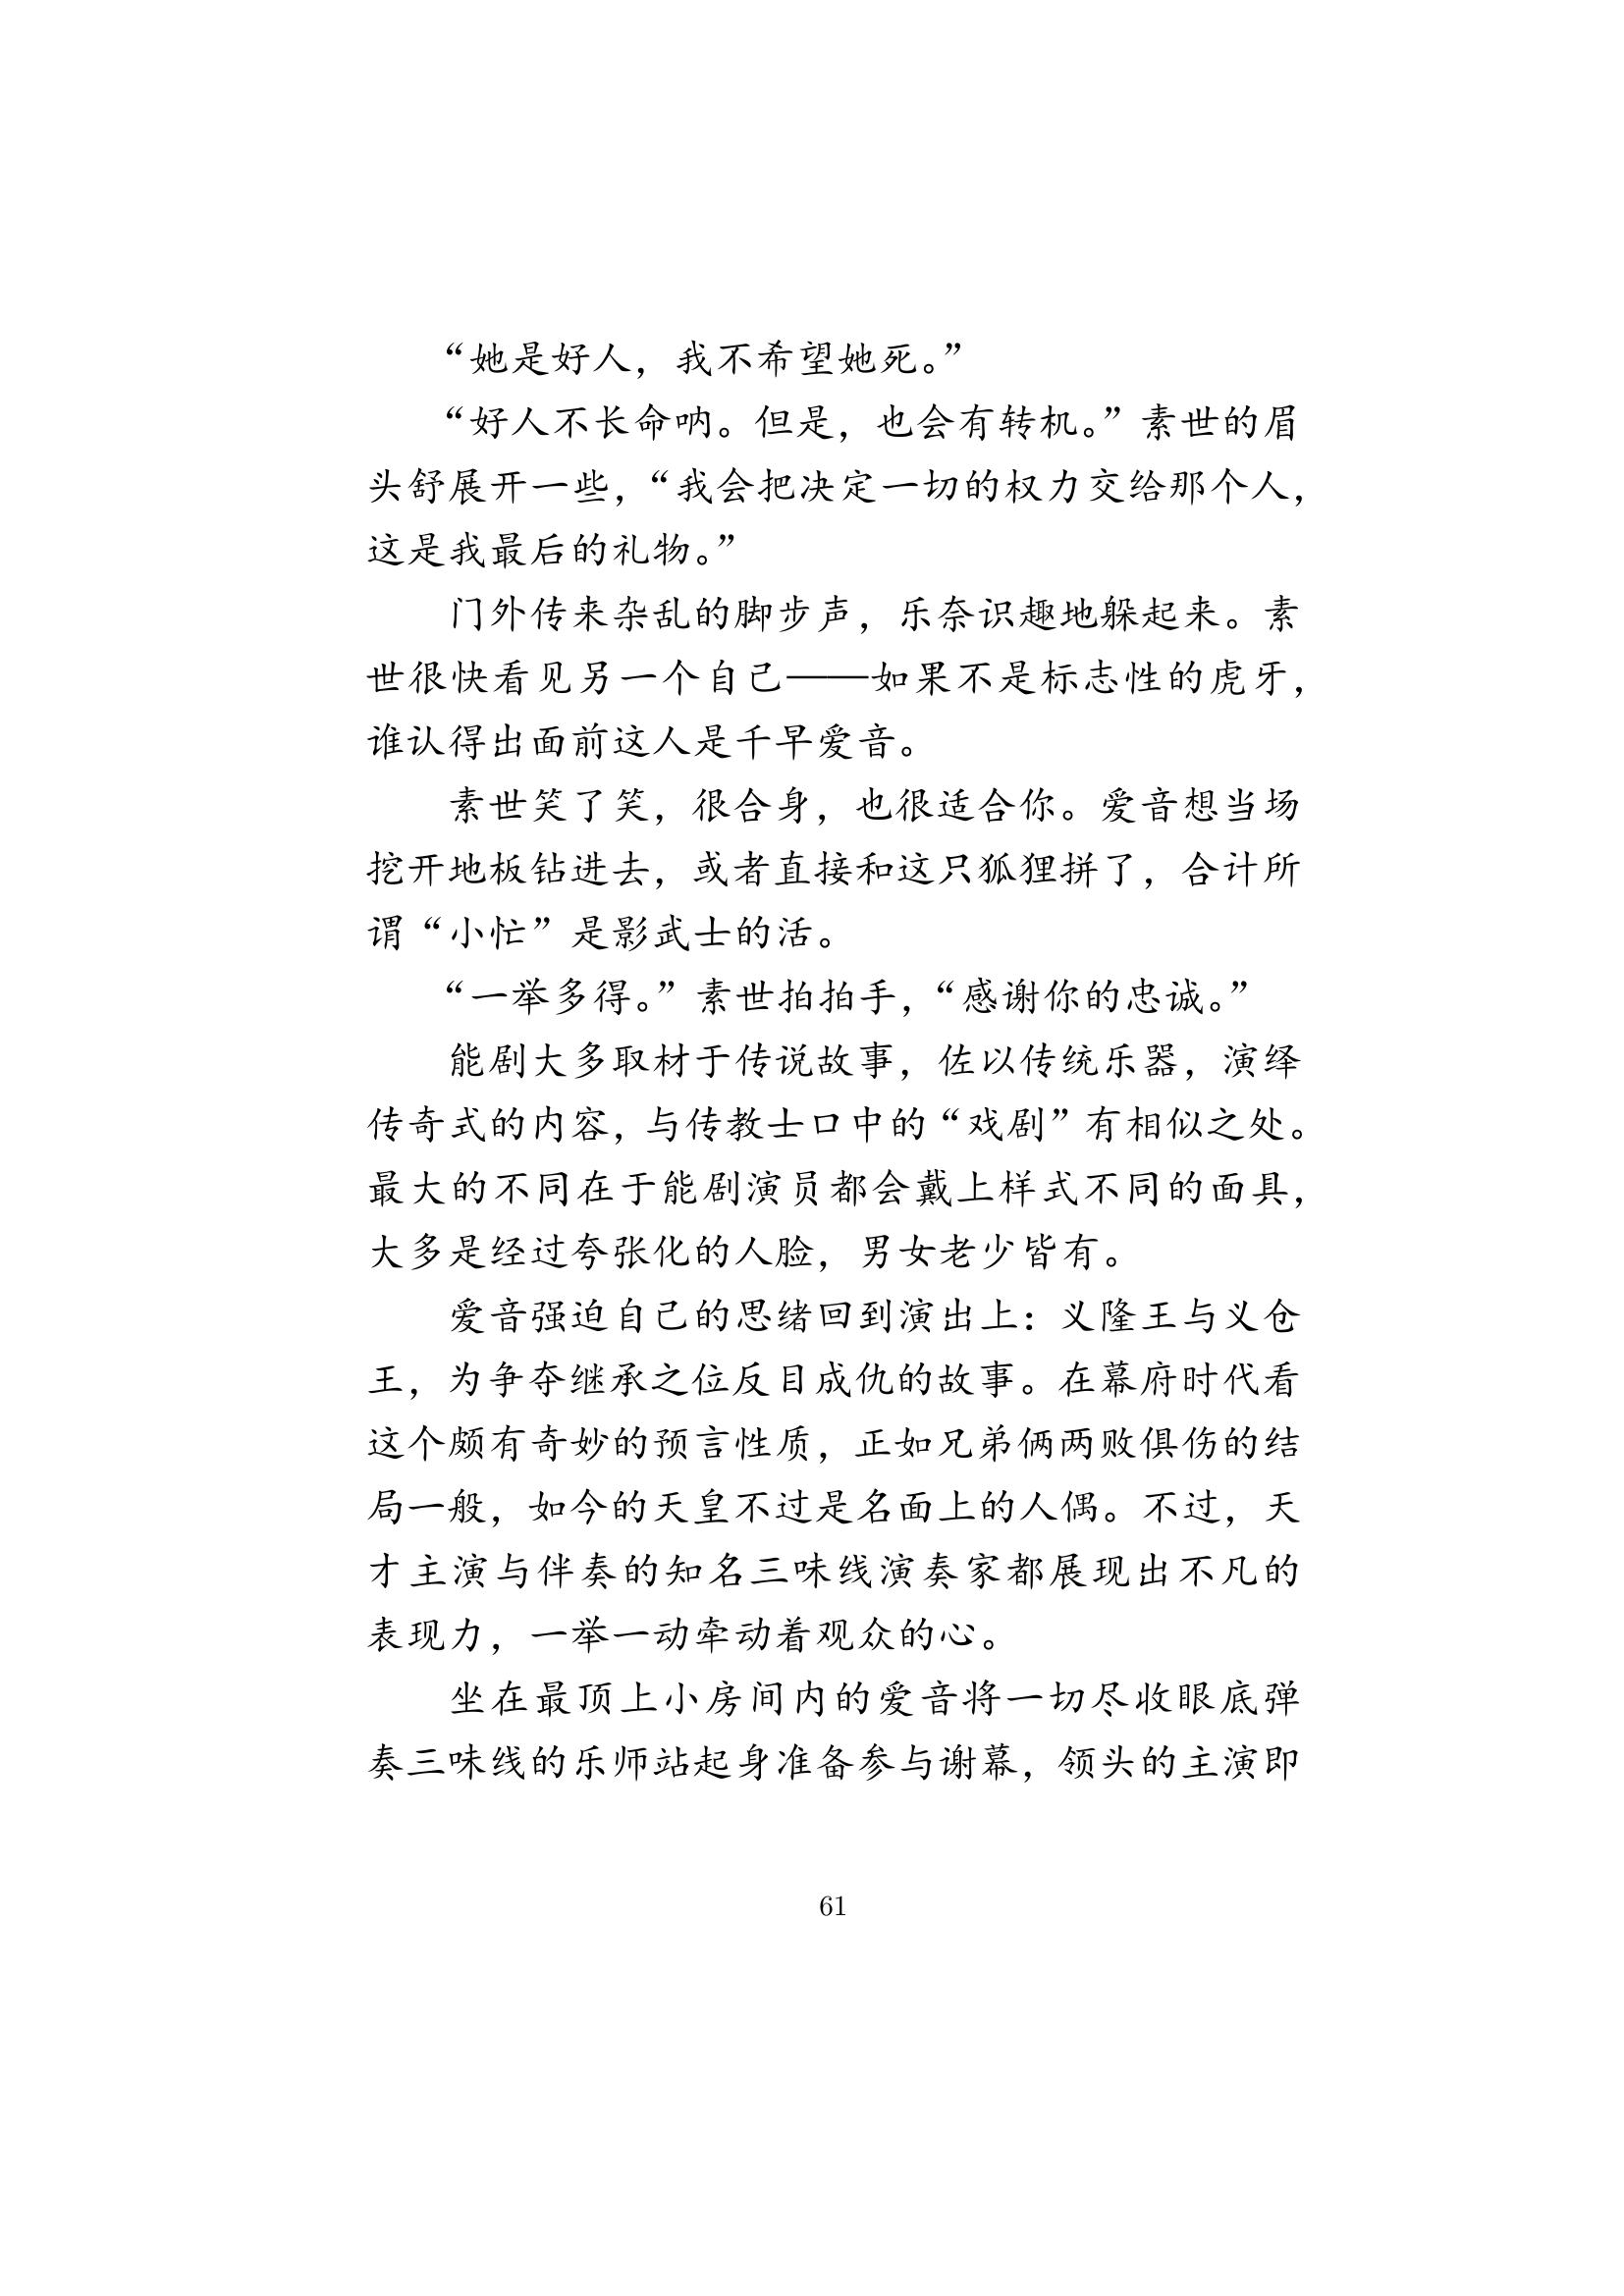 “她是好人，我不希望她死。”
“好人不长命呐。但是，也会有转机。”素世的眉
头舒展开一些，“我会把决定一切的权力交给那个人，
这是我最后的礼物。”
门外传来杂乱的脚步声，乐奈识趣地躲起来。素
世很快看见另一个自己——如果不是标志性的虎牙，
谁认得出面前这人是千早爱音。
素世笑了笑，很合身，也很适合你。爱音想当场
挖开地板钻进去，或者直接和这只狐狸拼了，合计所
谓“小忙”是影武士的活。
“一举多得。”素世拍拍手，“感谢你的忠诚。”
能剧大多取材于传说故事，佐以传统乐器，演绎
传奇式的内容，与传教士口中的“戏剧”有相似之处。
最大的不同在于能剧演员都会戴上样式不同的面具，
大多是经过夸张化的人脸，男女老少皆有。
爱音强迫自己的思绪回到演出上：义隆王与义仓
王，为争夺继承之位反目成仇的故事。在幕府时代看
这个颇有奇妙的预言性质，正如兄弟俩两败俱伤的结
局一般，如今的天皇不过是名面上的人偶。不过，天
才主演与伴奏的知名三味线演奏家都展现出不凡的
表现力，一举一动牵动着观众的心。
坐在最顶上小房间内的爱音将一切尽收眼底弹
奏三味线的乐师站起身准备参与谢幕，领头的主演即
61